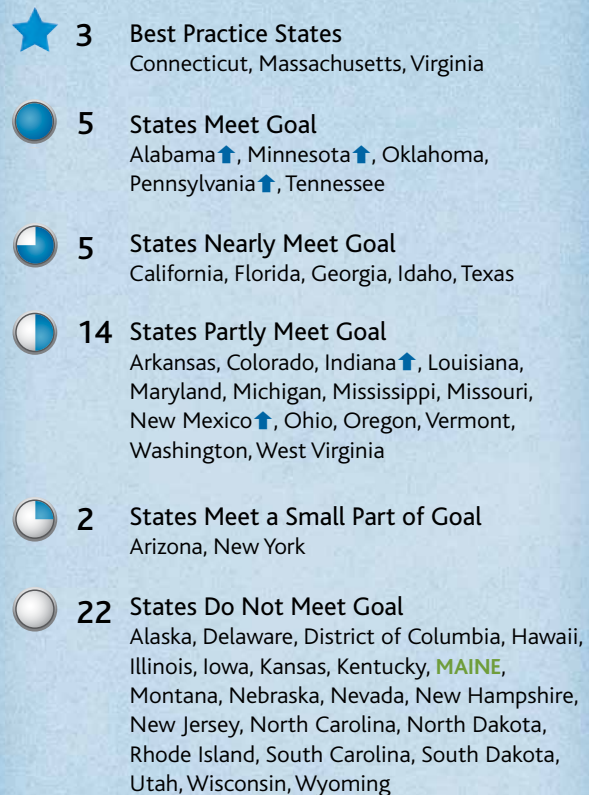 3 Best Practice States
Connecticut, Massachusetts, Virginia
5 States Meet Goal
Alabama⬆, Minnesota⬆, Oklahoma,
Pennsylvania⬆, Tennessee
5 States Nearly Meet Goal
California, Florida, Georgia, Idaho, Texas
14 States Partly Meet Goal
Arkansas, Colorado, Indiana⬆, Louisiana,
Maryland, Michigan, Mississippi, Missouri,
New Mexico⬆, Ohio, Oregon, Vermont,
Washington, West Virginia
2 States Meet a Small Part of Goal
Arizona, New York
22 States Do Not Meet Goal
Alaska, Delaware, District of Columbia, Hawaii,
Illinois, Iowa, Kansas, Kentucky, MAINE,
Montana, Nebraska, Nevada, New Hampshire,
New Jersey, North Carolina, North Dakota,
Rhode Island, South Carolina, South Dakota,
Utah, Wisconsin, Wyoming